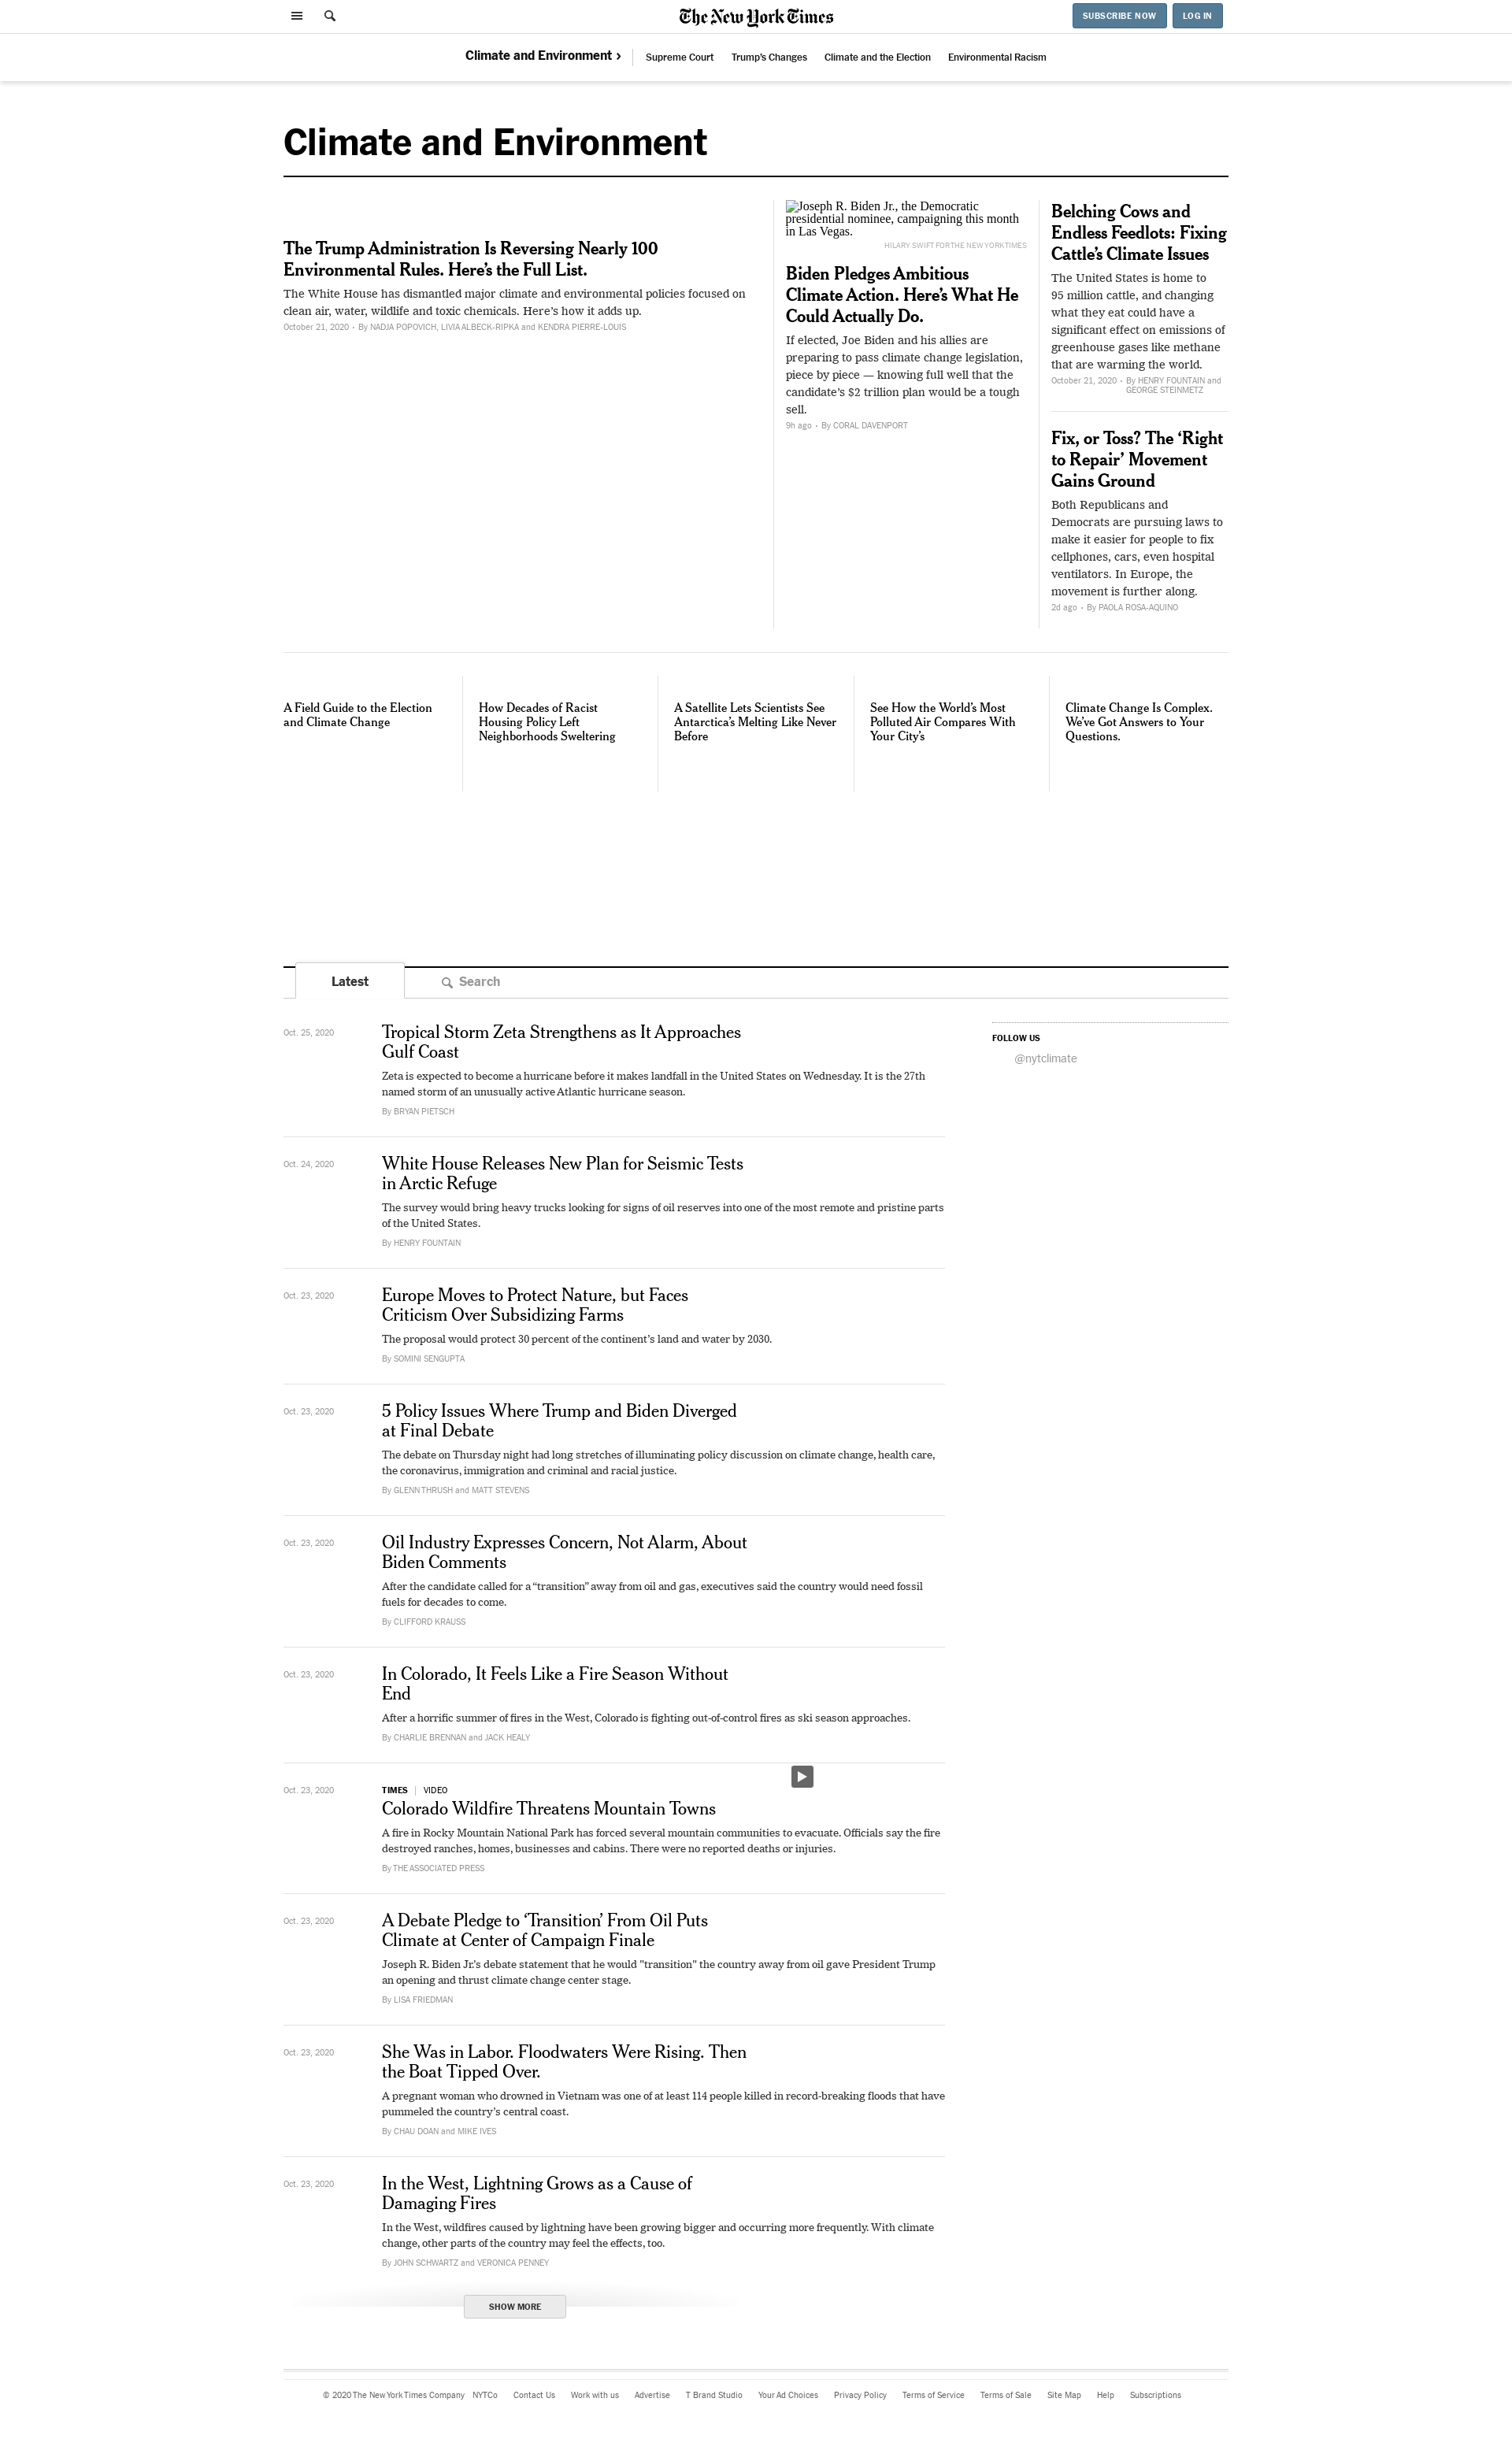 The New York Times
SUBSCRIBE NOW
LOG IN
Climate and Environment ›
Supreme Court
Trump's Changes
Climate and the Election
Environmental Racism
Climate and Environment
The Trump Administration Is Reversing Nearly 100
Environmental Rules. Here’s the Full List.
The White House has dismantled major climate and environmental policies focused on
clean air, water, wildlife and toxic chemicals. Here’s how it adds up.
October 21, 2020 • By NADJA POPOVICH, LIVIA ALBECK-RIPKA and KENDRA PIERRE-LOUIS
Joseph R. Biden Jr., the Democratic
presidential nominee, campaigning this month
in Las Vegas.
HILARY SWIFT FOR THE NEW YORK TIMES
Biden Pledges Ambitious
Climate Action. Here’s What He
Could Actually Do.
If elected, Joe Biden and his allies are
preparing to pass climate change legislation,
piece by piece — knowing full well that the
candidate’s $2 trillion plan would be a tough
sell.
9h ago • By CORAL DAVENPORT
Belching Cows and
Endless Feedlots: Fixing
Cattle’s Climate Issues
The United States is home to
95 million cattle, and changing
what they eat could have a
significant effect on emissions of
greenhouse gases like methane
that are warming the world.
October 21, 2020 • By HENRY FOUNTAIN and
GEORGE STEINMETZ
Fix, or Toss? The ‘Right
to Repair’ Movement
Gains Ground
Both Republicans and
Democrats are pursuing laws to
make it easier for people to fix
cellphones, cars, even hospital
ventilators. In Europe, the
movement is further along.
2d ago • By PAOLA ROSA-AQUINO
A Field Guide to the Election
and Climate Change
How Decades of Racist
Housing Policy Left
Neighborhoods Sweltering
A Satellite Lets Scientists See
Antarctica’s Melting Like Never
Before
See How the World’s Most
Polluted Air Compares With
Your City’s
Climate Change Is Complex.
We’ve Got Answers to Your
Questions.
Latest
Search
Oct. 25, 2020
Tropical Storm Zeta Strengthens as It Approaches
Gulf Coast
Zeta is expected to become a hurricane before it makes landfall in the United States on Wednesday. It is the 27th
named storm of an unusually active Atlantic hurricane season.
By BRYAN PIETSCH
FOLLOW US
@nytclimate
Oct. 24, 2020
White House Releases New Plan for Seismic Tests
in Arctic Refuge
The survey would bring heavy trucks looking for signs of oil reserves into one of the most remote and pristine parts
of the United States.
By HENRY FOUNTAIN
Oct. 23, 2020
Europe Moves to Protect Nature, but Faces
Criticism Over Subsidizing Farms
The proposal would protect 30 percent of the continent’s land and water by 2030.
By SOMINI SENGUPTA
Oct. 23, 2020
5 Policy Issues Where Trump and Biden Diverged
at Final Debate
The debate on Thursday night had long stretches of illuminating policy discussion on climate change, health care,
the coronavirus, immigration and criminal and racial justice.
By GLENN THRUSH and MATT STEVENS
Oct. 23, 2020
Oil Industry Expresses Concern, Not Alarm, About
Biden Comments
After the candidate called for a “transition” away from oil and gas, executives said the country would need fossil
fuels for decades to come.
By CLIFFORD KRAUSS
Oct. 23, 2020
In Colorado, It Feels Like a Fire Season Without
End
After a horrific summer of fires in the West, Colorado is fighting out-of-control fires as ski season approaches.
By CHARLIE BRENNAN and JACK HEALY
Oct. 23, 2020
TIMES | VIDEO
Colorado Wildfire Threatens Mountain Towns
A fire in Rocky Mountain National Park has forced several mountain communities to evacuate. Officials say the fire
destroyed ranches, homes, businesses and cabins. There were no reported deaths or injuries.
By THE ASSOCIATED PRESS
Oct. 23, 2020
A Debate Pledge to ‘Transition’ From Oil Puts
Climate at Center of Campaign Finale
Joseph R. Biden Jr.'s debate statement that he would "transition" the country away from oil gave President Trump
an opening and thrust climate change center stage.
By LISA FRIEDMAN
Oct. 23, 2020
She Was in Labor. Floodwaters Were Rising. Then
the Boat Tipped Over.
A pregnant woman who drowned in Vietnam was one of at least 114 people killed in record-breaking floods that have
pummeled the country’s central coast.
By CHAU DOAN and MIKE IVES
Oct. 23, 2020
In the West, Lightning Grows as a Cause of
Damaging Fires
In the West, wildfires caused by lightning have been growing bigger and occurring more frequently. With climate
change, other parts of the country may feel the effects, too.
By JOHN SCHWARTZ and VERONICA PENNEY
SHOW MORE
© 2020 The New York Times Company NYTCo Contact Us Work with us Advertise T Brand Studio Your Ad Choices Privacy Policy Terms of Service Terms of Sale Site Map Help Subscriptions